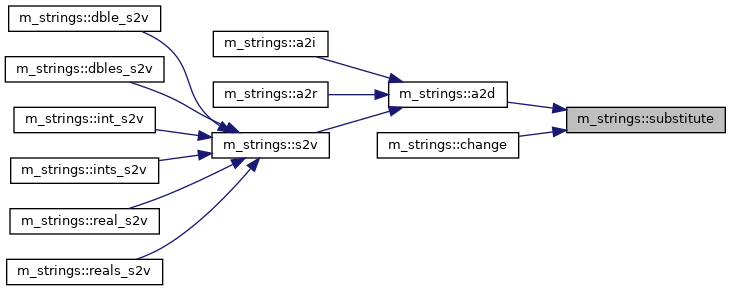 m_strings::dble_s2v
m_strings::dbles_s2v
m_strings::int_s2v
m_strings::ints_s2v
m_strings::real_s2v
m_strings::reals_s2v
m_strings::a2i
m_strings::a2r
m_strings::s2v
m_strings::a2d
m_strings::change
m_strings::substitute